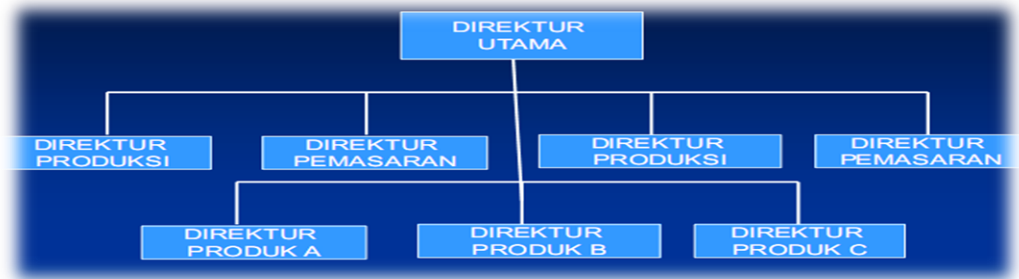 DIREKTUR
UTAMA
DIREKTUR
PRODUKSI
DIREKTUR
PEMASARAN
DIREKTUR
PRODUKSI
DIREKTUR
PEMASARAN
DIREKTUR
PRODUK A
DIREKTUR
PRODUK B
DIREKTUR
PRODUK C